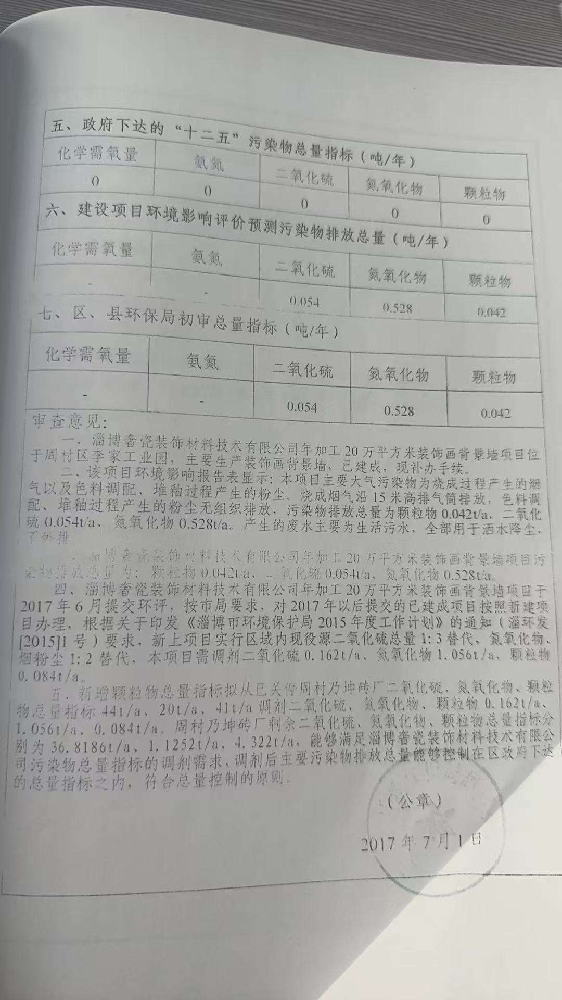 五、政府下达的“十二五”污染物总量指标（吨/年）
化学需氧量 氨氮 二氧化硫 氮氧化物 颗粒物
0 0 0 0 0
六、建设项目环境影响评价预测污染物排放总量（吨/年）
化学需氧量 氨氮 二氧化硫 氮氧化物 颗粒物
- - 0.054 0.528 0.042
七、区、县环保局初审总量指标（吨/年）
化学需氧量 氨氮 二氧化硫 氮氧化物 颗粒物
- - 0.054 0.528 0.042
审查意见：
一、淄博奢瓷装饰材料技术有限公司年加工20万平方米装饰画背景墙项目位
于周村区李家工业园，主要生产装饰画背景墙，已建成，现补办手续。
二、该项目环境影响报告表显示：本项目主要大气污染物为烧成过程产生的烟
气以及色料调配、堆釉过程产生的粉尘。烧成烟气沿15米高排气筒排放，色料调
配、堆釉过程产生的粉尘无组织排放，污染物排放总量为颗粒物0.042t/a、二氧化
硫0.054t/a、氮氧化物0.528t/a。产生的废水主要为生活污水，全部用于洒水降尘，
不外排
淄博奢瓷装饰材料技术有限公司年加工20万平方米装饰画背景墙项目污
染物排放总量为：颗粒物0.042t/a、二氧化硫0.054t/a、氮氧化物0.528t/a。
四、淄博奢瓷装饰材料技术有限公司年加工20万平方米装饰画背景墙项目于
2017年6月提交环评，按市局要求，对2017年以后提交的已建成项目按照新建项
目办理，根据关于印发《淄博市环境保护局2015年度工作计划》的通知（淄环发
[2015]1号）要求，新上项目实行区域内现役源二氧化硫总量1:3替代，氮氧化物、
烟粉尘1:2替代，本项目需调剂二氧化硫0.162t/a、氮氧化物1.056t/a，颗粒物
0.084t/a。
五．新增颗粒物总量指标拟从已关停周村乃坤砖厂二氧化硫、氮氧化物、颗粒
物总量指标44t/a、20t/a、41t/a调剂二氧化硫、氮氧化物、颗粒物0.162t/a、
1.056t/a、0.084t/a。周村乃坤砖厂剩余二氧化硫、氮氧化物、颗粒物总量指标分
别为36.8186t/a、1.1252t/a、4.322t/a，能够满足淄博奢瓷装饰材料技术有限公
司污染物总量指标的调剂需求，调剂后主要污染物排放总量能够控制在区政府下达
的总量指标之内，符合总量控制的原则。
（公章）
2017年7月1日